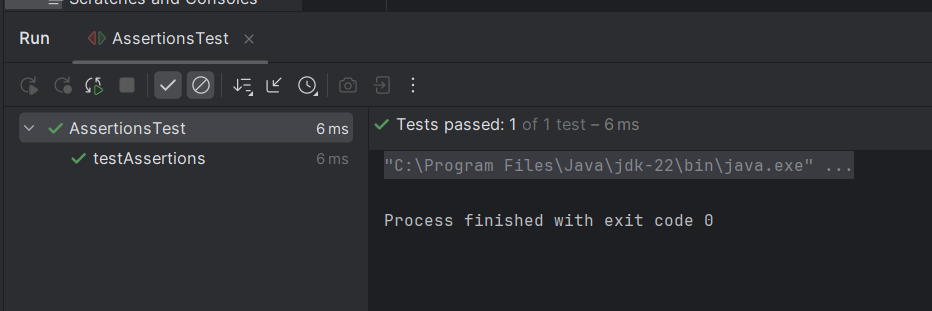 Scratches and Consoles
Run AssertionsTest
AssertionsTest 6 ms
testAssertions 6 ms
Tests passed: 1 of 1 test – 6 ms
"C:\Program Files\Java\jdk-22\bin\java.exe" ...
Process finished with exit code 0